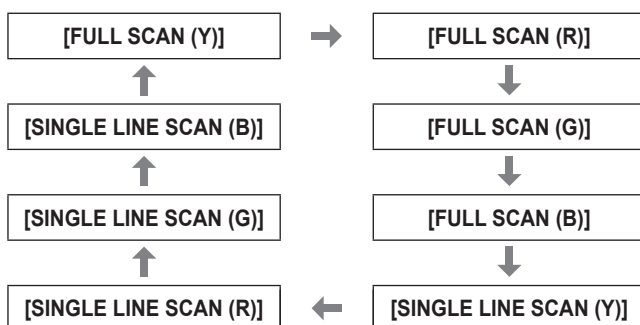 [FULL SCAN (Y)]
[FULL SCAN (R)]
[SINGLE LINE SCAN (B)]
[FULL SCAN (G)]
[SINGLE LINE SCAN (G)]
[FULL SCAN (B)]
[SINGLE LINE SCAN (R)]
[SINGLE LINE SCAN (Y)]